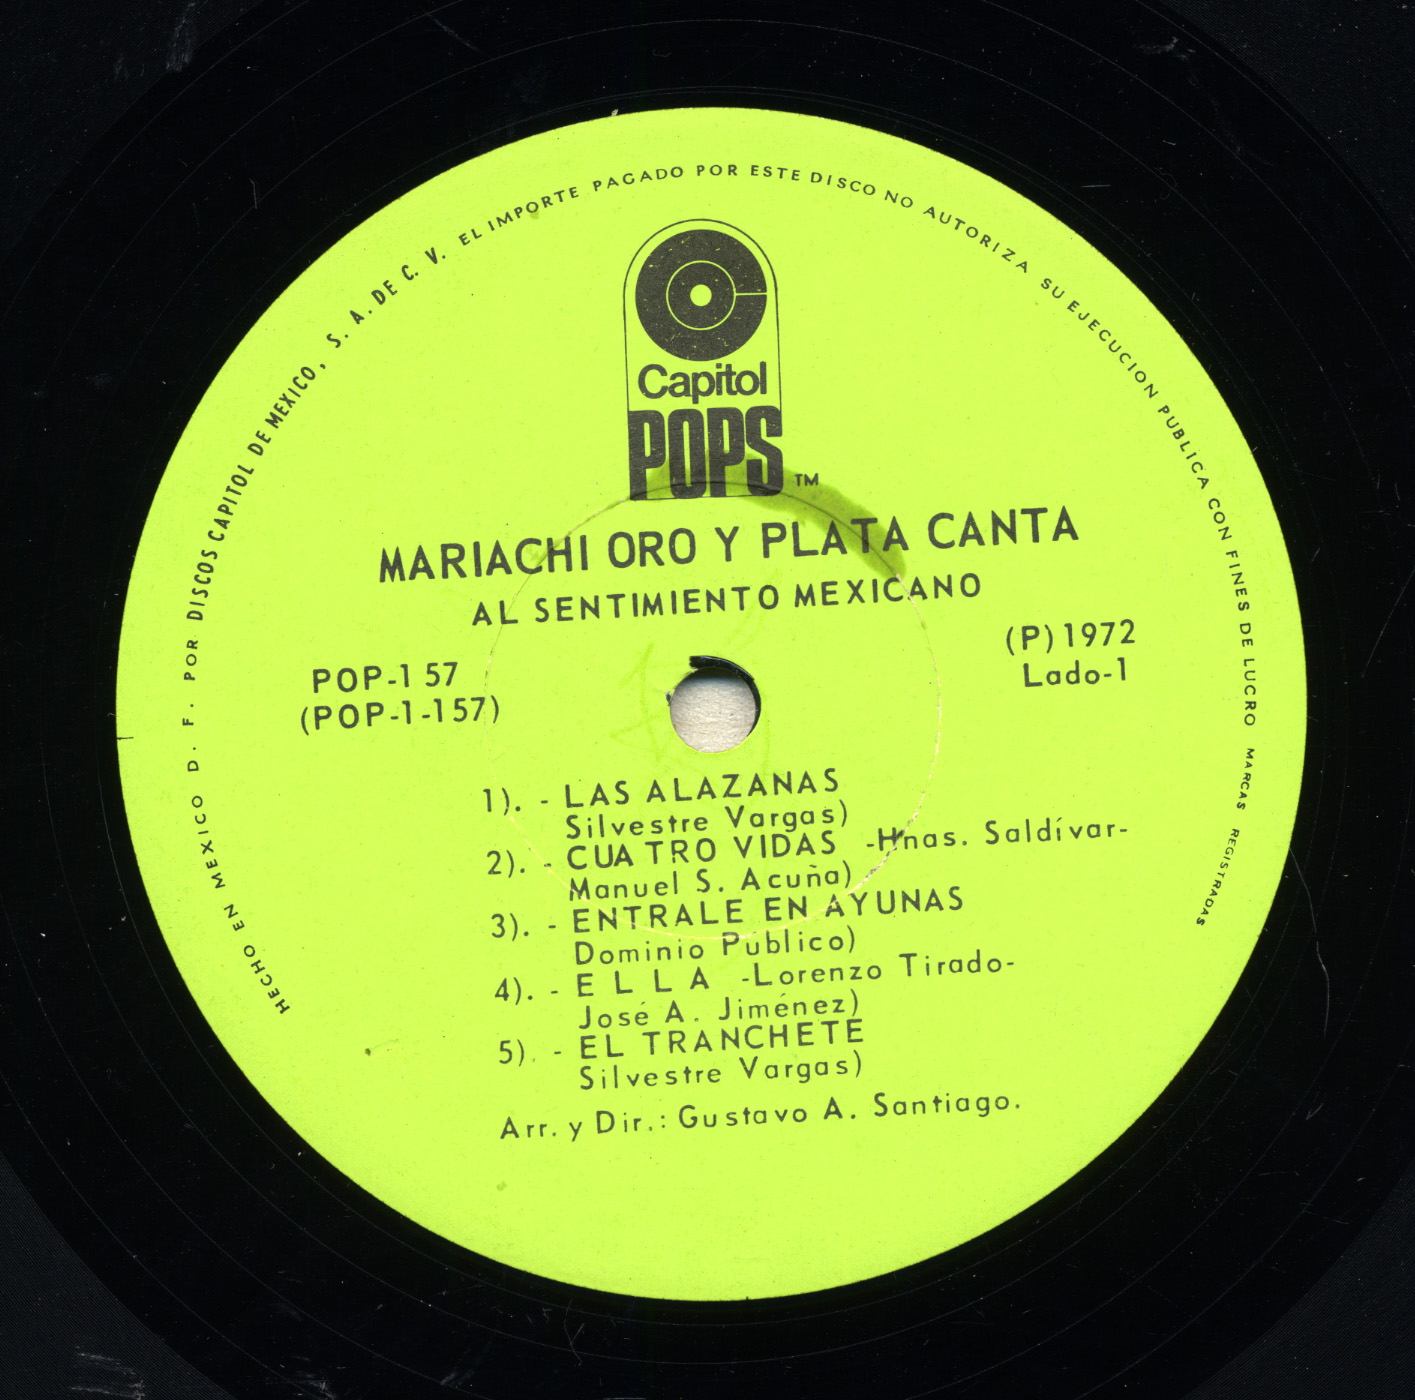 HECHO EN MEXICO D. F. POR DISCOS CAPITOL DE MEXICO, S. A. DE C. V. EL IMPORTE PAGADO POR ESTE DISCO NO AUTORIZA SU EJECUCION PUBLICA CON FINES DE LUCRO MARCAS REGISTRADAS
Capitol
POPS TM
MARIACHI ORO Y PLATA CANTA
AL SENTIMIENTO MEXICANO
(P) 1972
POP-157
Lado-1
(POP-1-157)
1). - LAS ALAZANAS
Silvestre Vargas)
2). - CUATRO VIDAS -Hnas. Saldívar-
Manuel S. Acuña)
3). - ENTRALE EN AYUNAS
Dominio Público)
4). - E L L A -Lorenzo Tirado-
José A. Jiménez)
5). - EL TRANCHETE
Silvestre Vargas)
Arr. y Dir.: Gustavo A. Santiago.